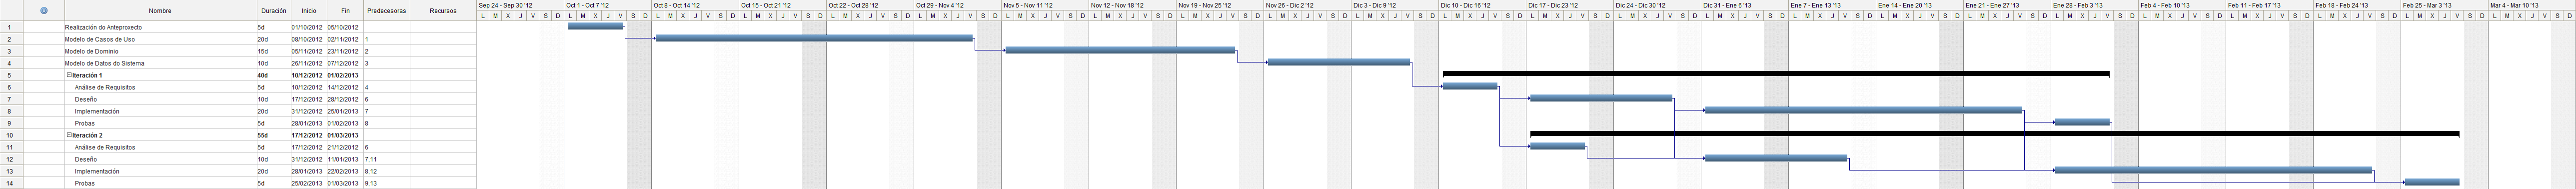 Nombre Duración Inicio Fin Predecesoras Recursos Sep 24 - Sep 30 '12 Oct 1 - Oct 7 '12 Oct 8 - Oct 14 '12 Oct 15 - Oct 21 '12 Oct 22 - Oct 28 '12 Oct 29 - Nov 4 '12 Nov 5 - Nov 11 '12 Nov 12 - Nov 18 '12 Nov 19 - Nov 25 '12 Nov 26 - Dic 2 '12 Dic 3 - Dic 9 '12 Dic 10 - Dic 16 '12 Dic 17 - Dic 23 '12 Dic 24 - Dic 30 '12 Dic 31 - Ene 6 '13 Ene 7 - Ene 13 '13 Ene 14 - Ene 20 '13 Ene 21 - Ene 27 '13 Ene 28 - Feb 3 '13 Feb 4 - Feb 10 '13 Feb 11 - Feb 17 '13 Feb 18 - Feb 24 '13 Feb 25 - Mar 3 '13 Mar 4 - Mar 10 '13
L M X J V S D L M X J V S D L M X J V S D L M X J V S D L M X J V S D L M X J V S D L M X J V S D L M X J V S D L M X J V S D L M X J V S D L M X J V S D L M X J V S D L M X J V S D L M X J V S D L M X J V S D L M X J V S D L M X J V S D L M X J V S D L M X J V S D L M X J V S D L M X J V S D L M X J V S D L M X J V S D L M X J V S D
1 Realización do Anteproxecto 5d 01/10/2012 05/10/2012
2 Modelo de Casos de Uso 20d 08/10/2012 02/11/2012 1
3 Modelo de Dominio 15d 05/11/2012 23/11/2012 2
4 Modelo de Datos do Sistema 10d 26/11/2012 07/12/2012 3
5 Iteración 1 40d 10/12/2012 01/02/2013
6 Análise de Requisitos 5d 10/12/2012 14/12/2012 4
7 Deseño 10d 17/12/2012 28/12/2012 6
8 Implementación 20d 31/12/2012 25/01/2013 7
9 Probas 5d 28/01/2013 01/02/2013 8
10 Iteración 2 55d 17/12/2012 01/03/2013
11 Análise de Requisitos 5d 17/12/2012 21/12/2012 6
12 Deseño 10d 31/12/2012 11/01/2013 7,11
13 Implementación 20d 28/01/2013 22/02/2013 8,12
14 Probas 5d 25/02/2013 01/03/2013 9,13